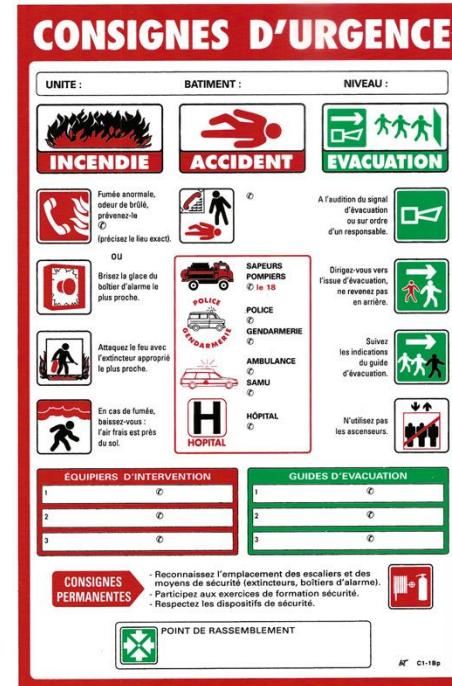 CONSIGNES D'URGENCE
UNITE :
BATIMENT :
NIVEAU :
INCENDIE
Fumée anormale,
odeur de brûlé,
prévenez-le
✆
(précisez le lieu exact).
OU
Brisez la glace du
boîtier d'alarme le
plus proche.
Attaquez le feu avec
l'extincteur approprié
le plus proche.
En cas de fumée,
baissez-vous :
l'air frais est près
du sol.
ACCIDENT
✆
SAPEURS
POMPIERS
✆ le 18
POLICE
GENDARMERIE
POLICE
✆
GENDARMERIE
✆
AMBULANCE
✆
SAMU
✆
H
HOPITAL
HÔPITAL
✆
EVACUATION
A l'audition du signal
d'évacuation
ou sur ordre
d'un responsable.
Dirigez-vous vers
l'issue d'évacuation,
ne revenez pas
en arrière.
Suivez
les indications
du guide
d'évacuation.
N'utilisez pas
les ascenseurs.
ÉQUIPIERS D'INTERVENTION
1 ✆
2 ✆
3 ✆
GUIDES D'EVACUATION
1 ✆
2 ✆
3 ✆
CONSIGNES
PERMANENTES
- Reconnaissez l'emplacement des escaliers et des
moyens de sécurité (extincteurs, boîtiers d'alarme).
- Participez aux exercices de formation sécurité.
- Respectez les dispositifs de sécurité.
POINT DE RASSEMBLEMENT
C1-1Bp